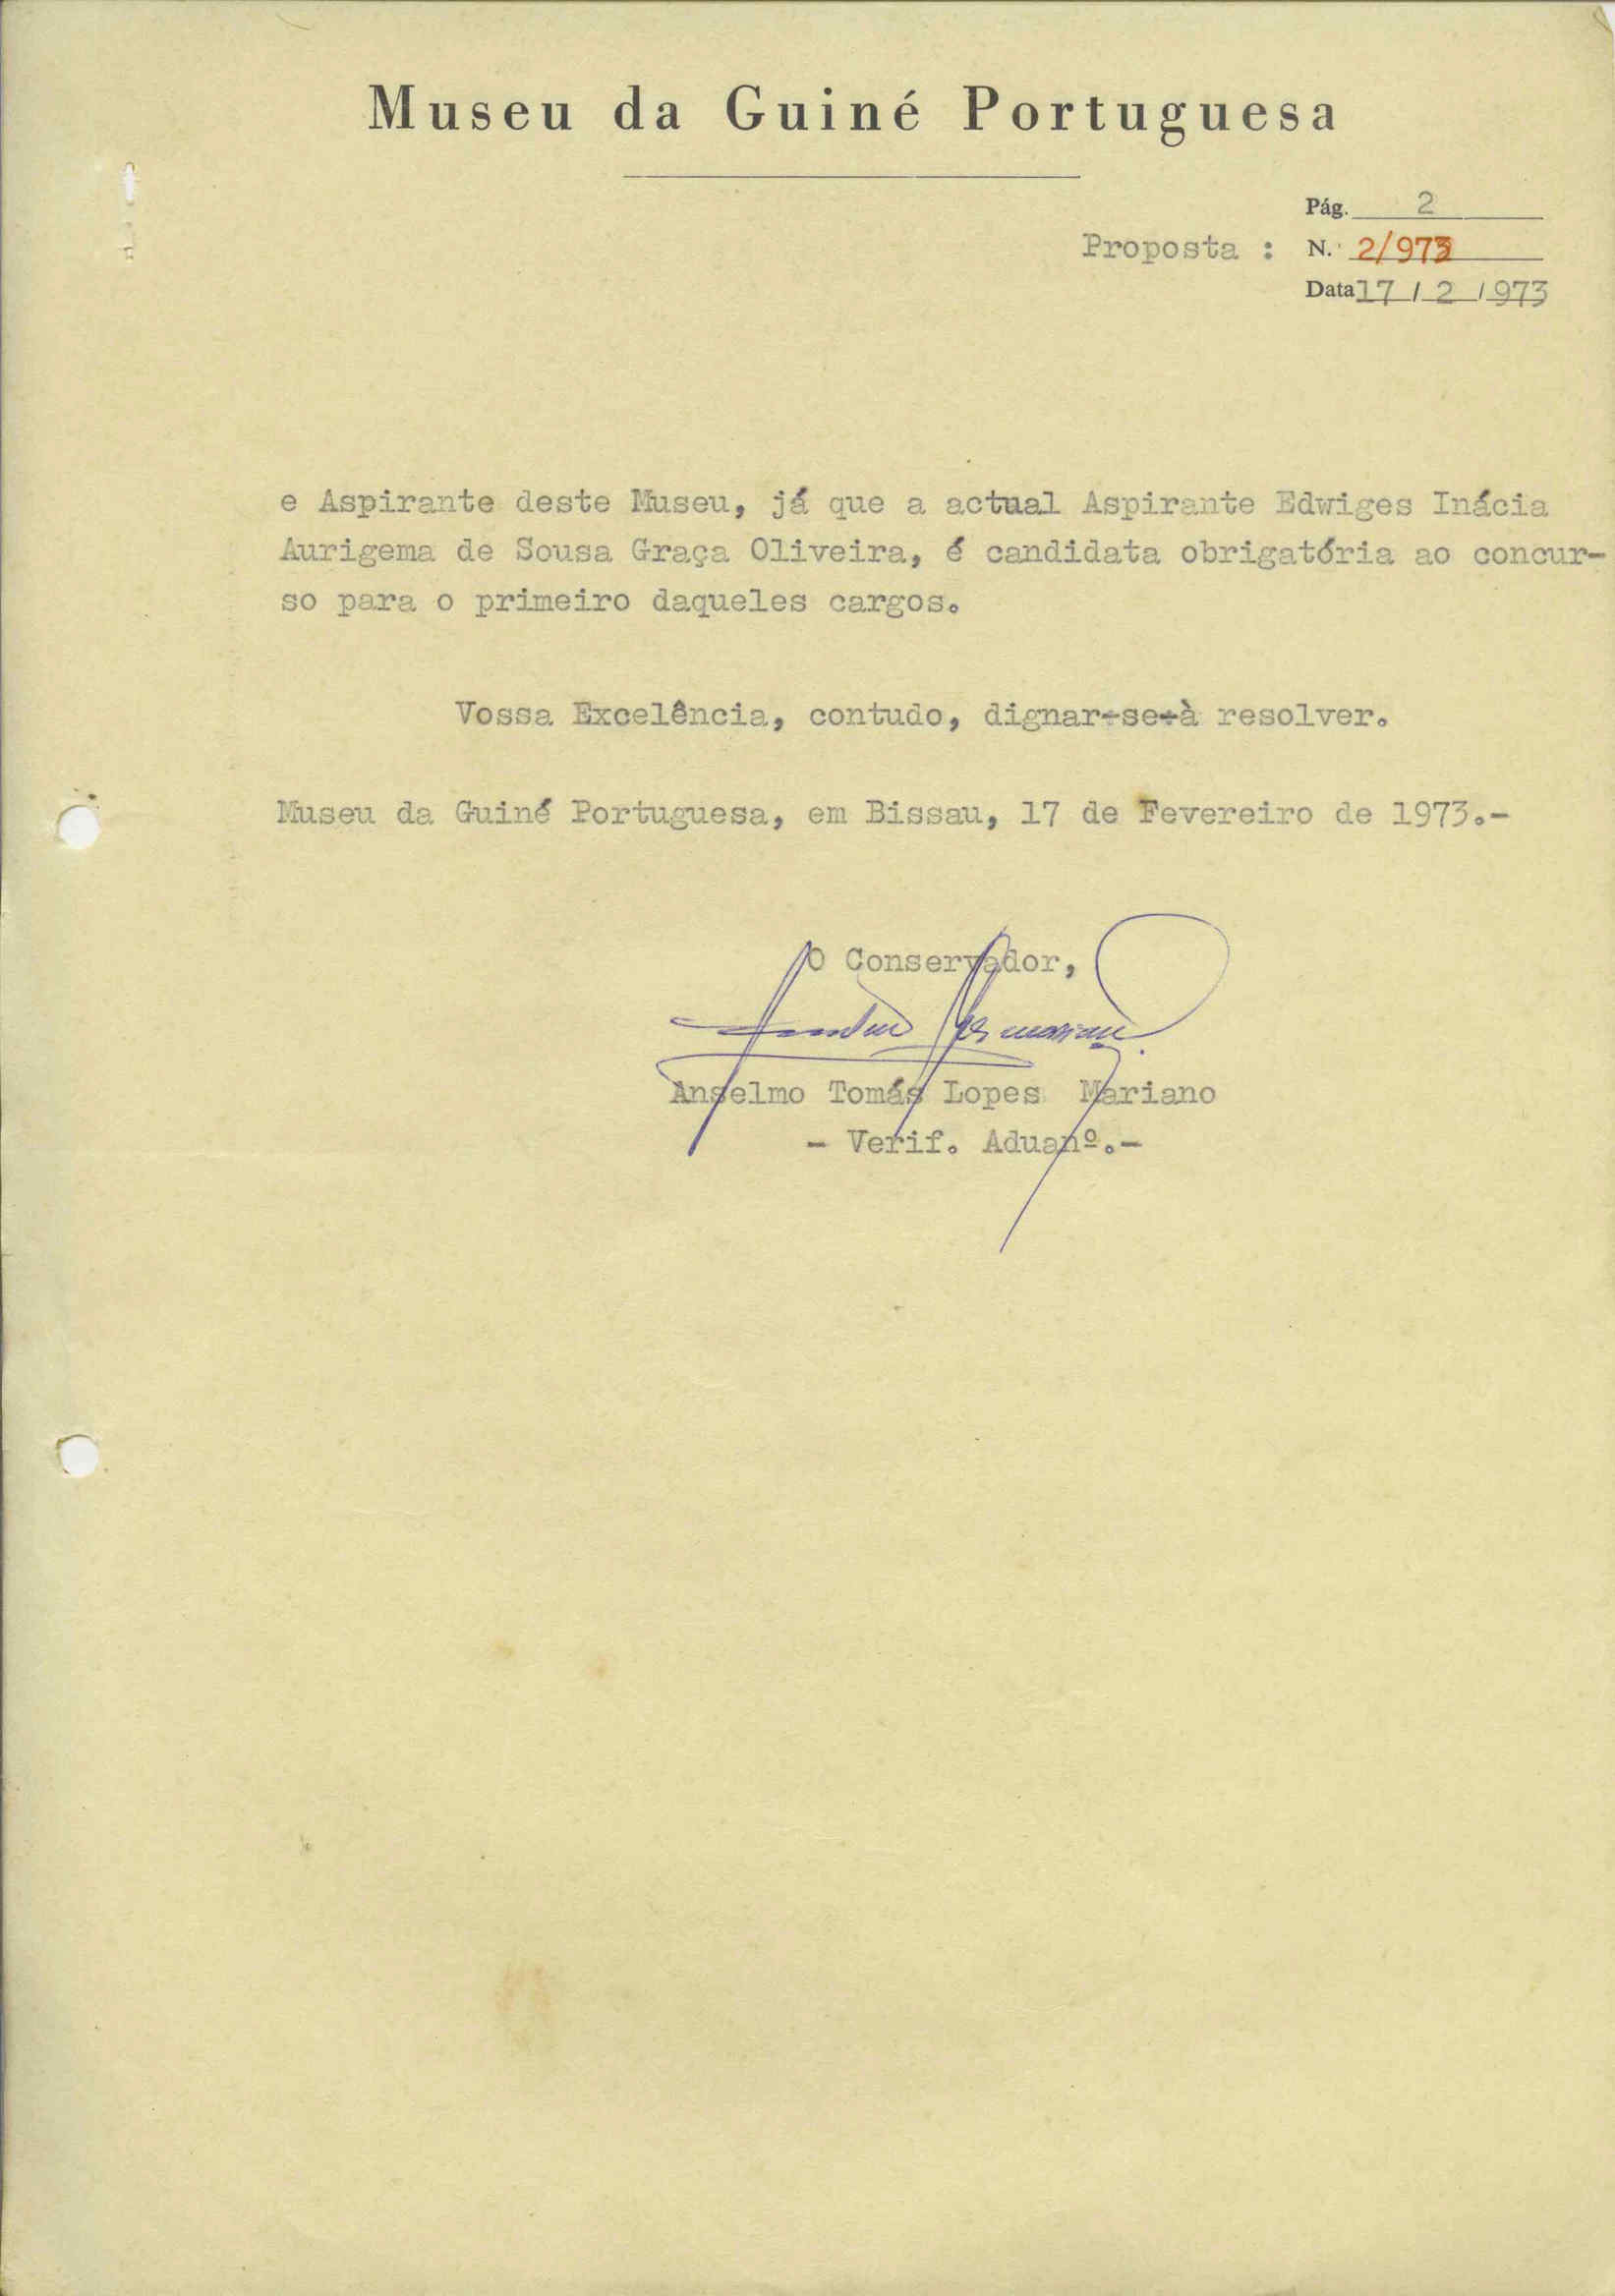 Museu da Guiné Portuguesa
Pág. 2
Proposta : N.º 2/973
Data 17 / 2 / 973
e Aspirante deste Museu, já que a actual Aspirante Edwiges Inácia
Aurigema de Sousa Graça Oliveira, é candidata obrigatória ao concur-
so para o primeiro daqueles cargos.
Vossa Excelência, contudo, dignar-se-à resolver.
Museu da Guiné Portuguesa, em Bissau, 17 de Fevereiro de 1973.-
O Conservador,
Anselmo Tomás Lopes Mariano
- Verif. Aduanº.-